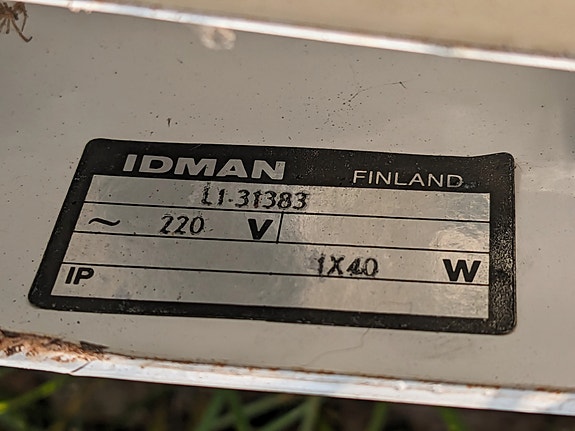 IDMAN FINLAND
L1-31383
~ 220 V
1X40 W
IP